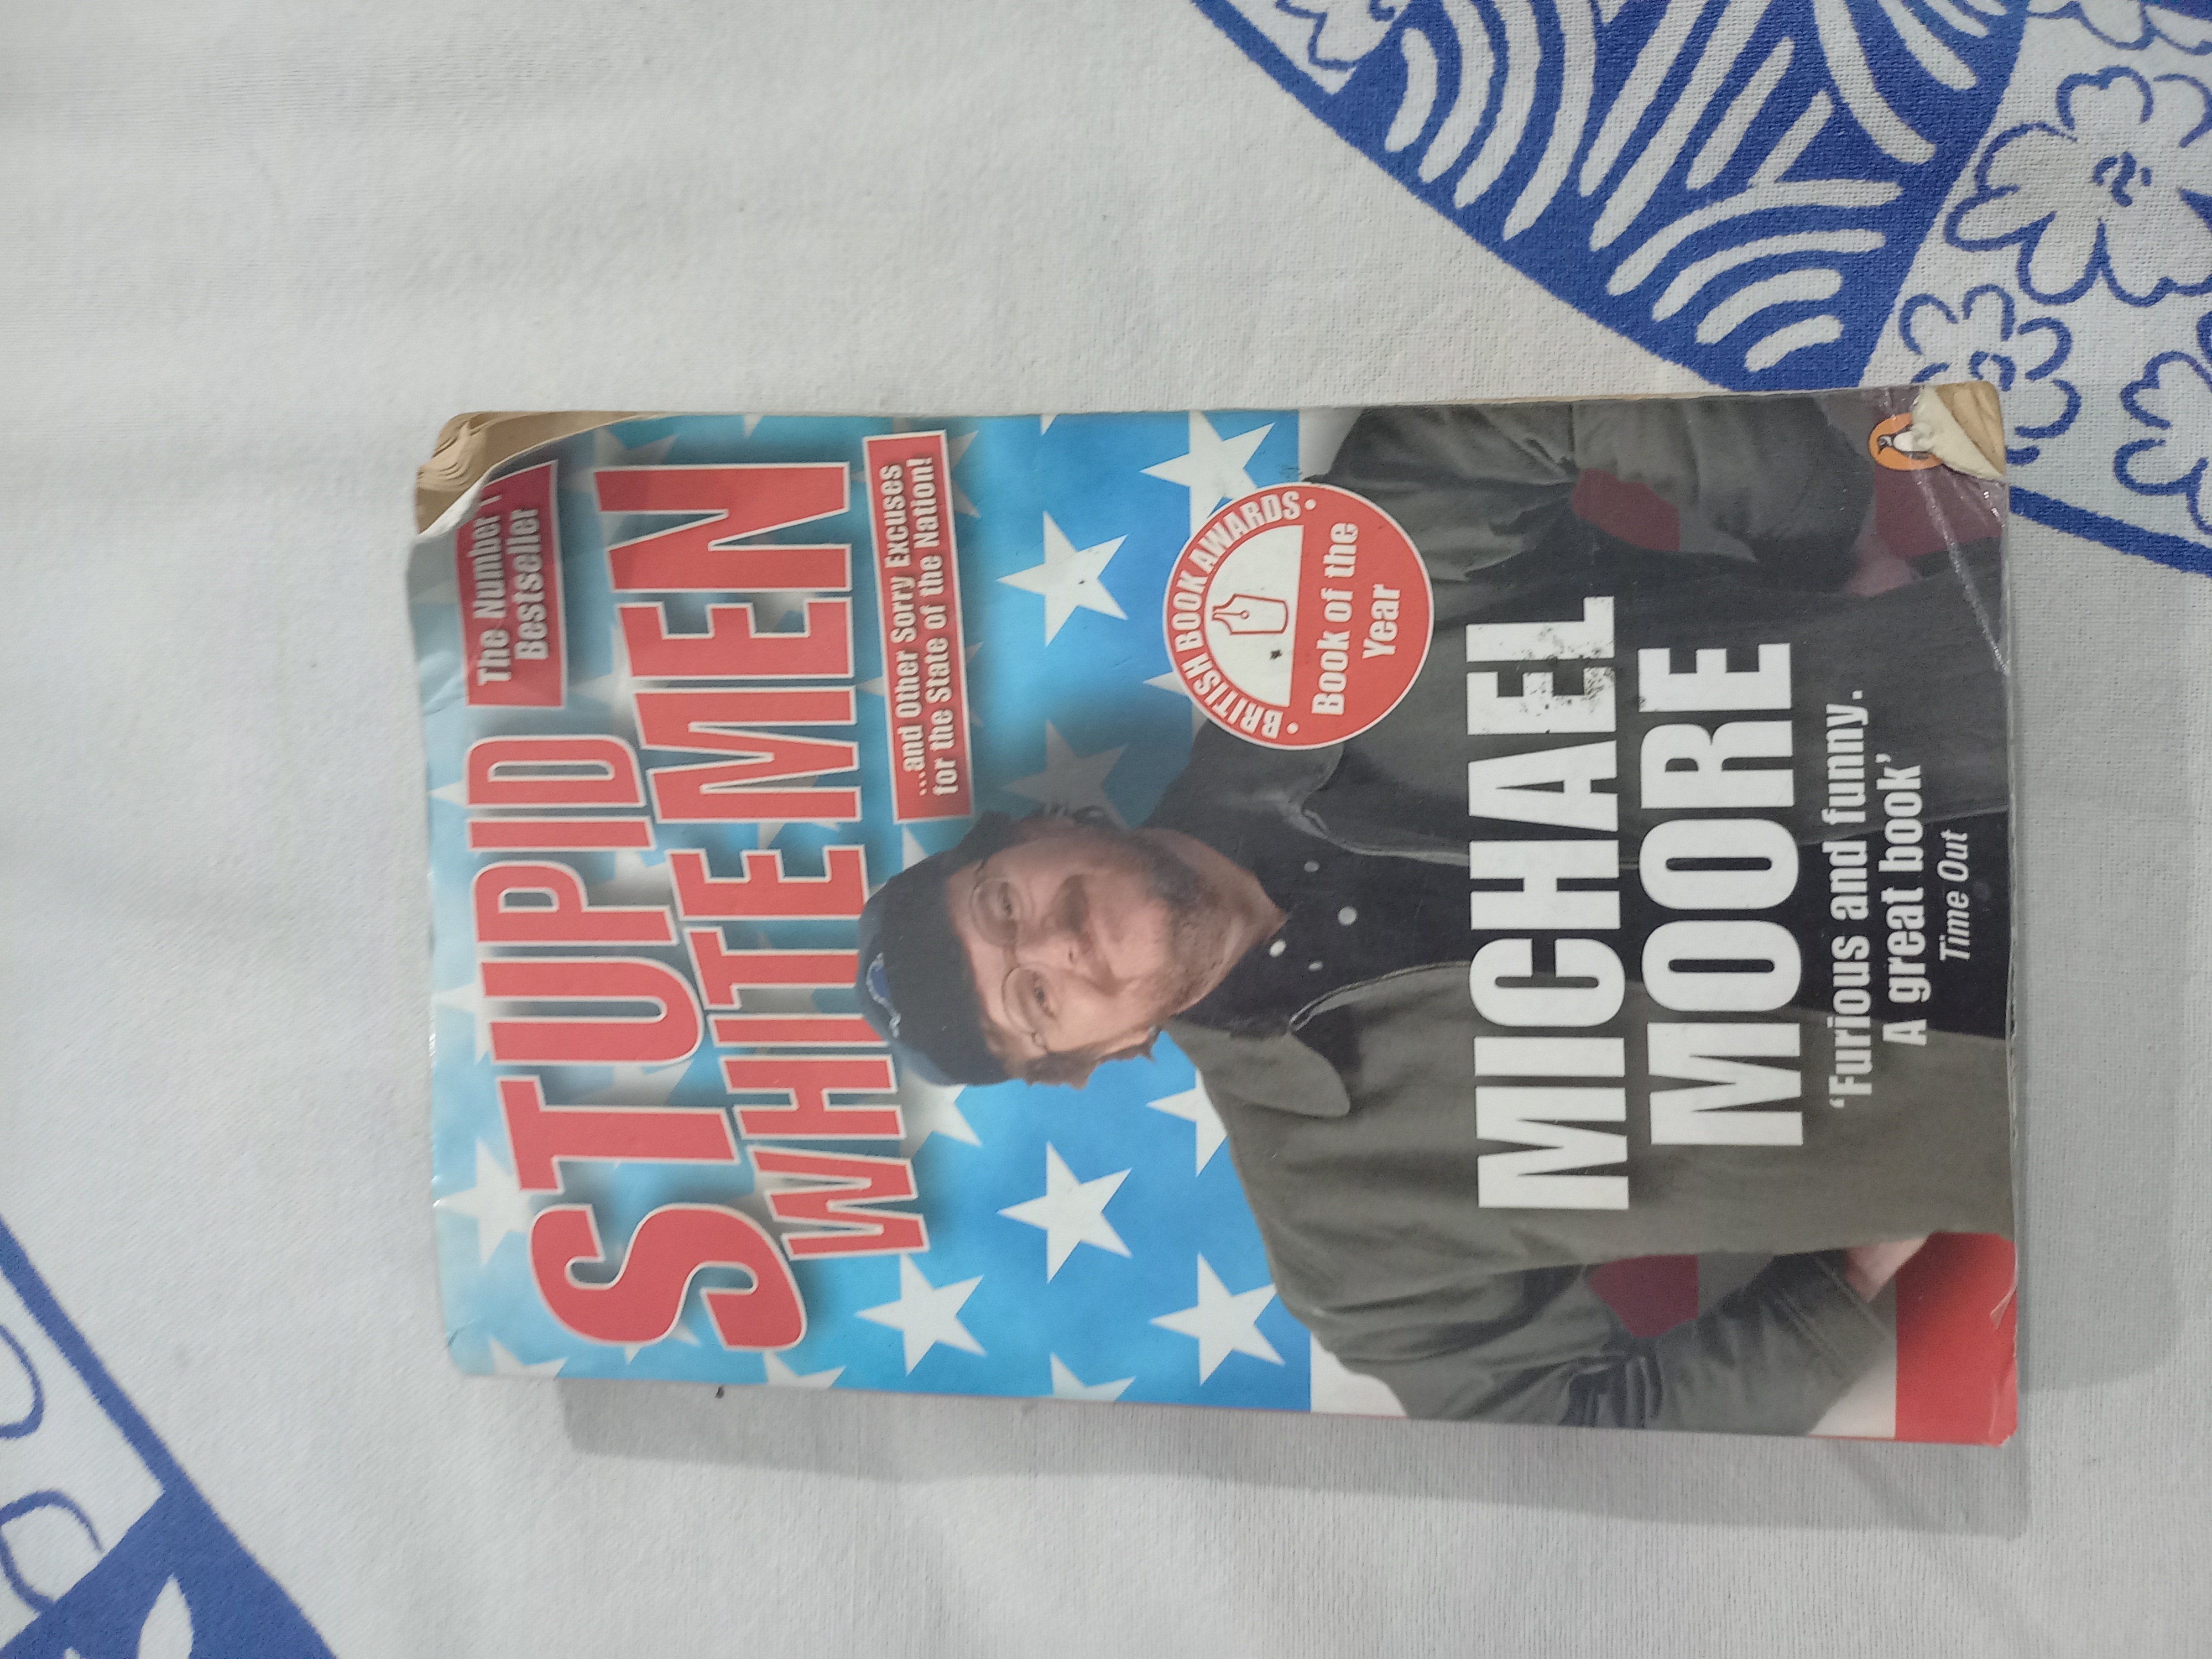 STUPID
WHITE MEN
The Number 1
Bestseller
...and Other Sorry Excuses
for the State of the Nation!
BRITISH BOOK AWARDS
Book of the
Year
MICHAEL
MOORE
‘Furious and funny.
A great book’
Time Out